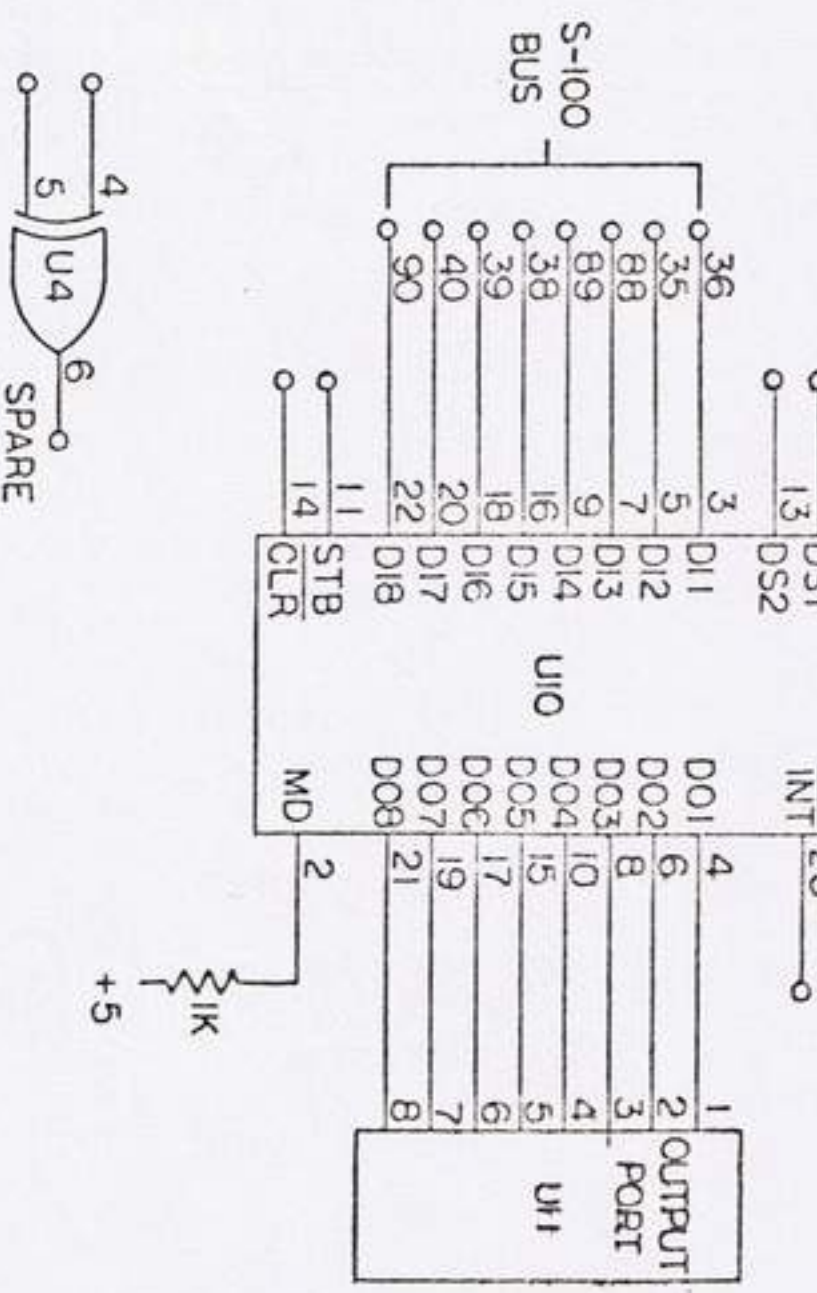 INT
13 DS2
36 3 DI1 DO1 4 1
35 5 DI2 DO2 6 2 OUTPUT
88 7 DI3 DO3 8 3 PORT
89 9 DI4 DO4 10 4
S-100
BUS
U10
U11
38 16 DI5 DO5 15 5
39 18 DI6 DO6 17 6
40 20 DI7 DO7 19 7
90 22 DI8 DO8 21 8
11 STB
14 CLR MD 2
1K
+5
4
5 U4 6
SPARE